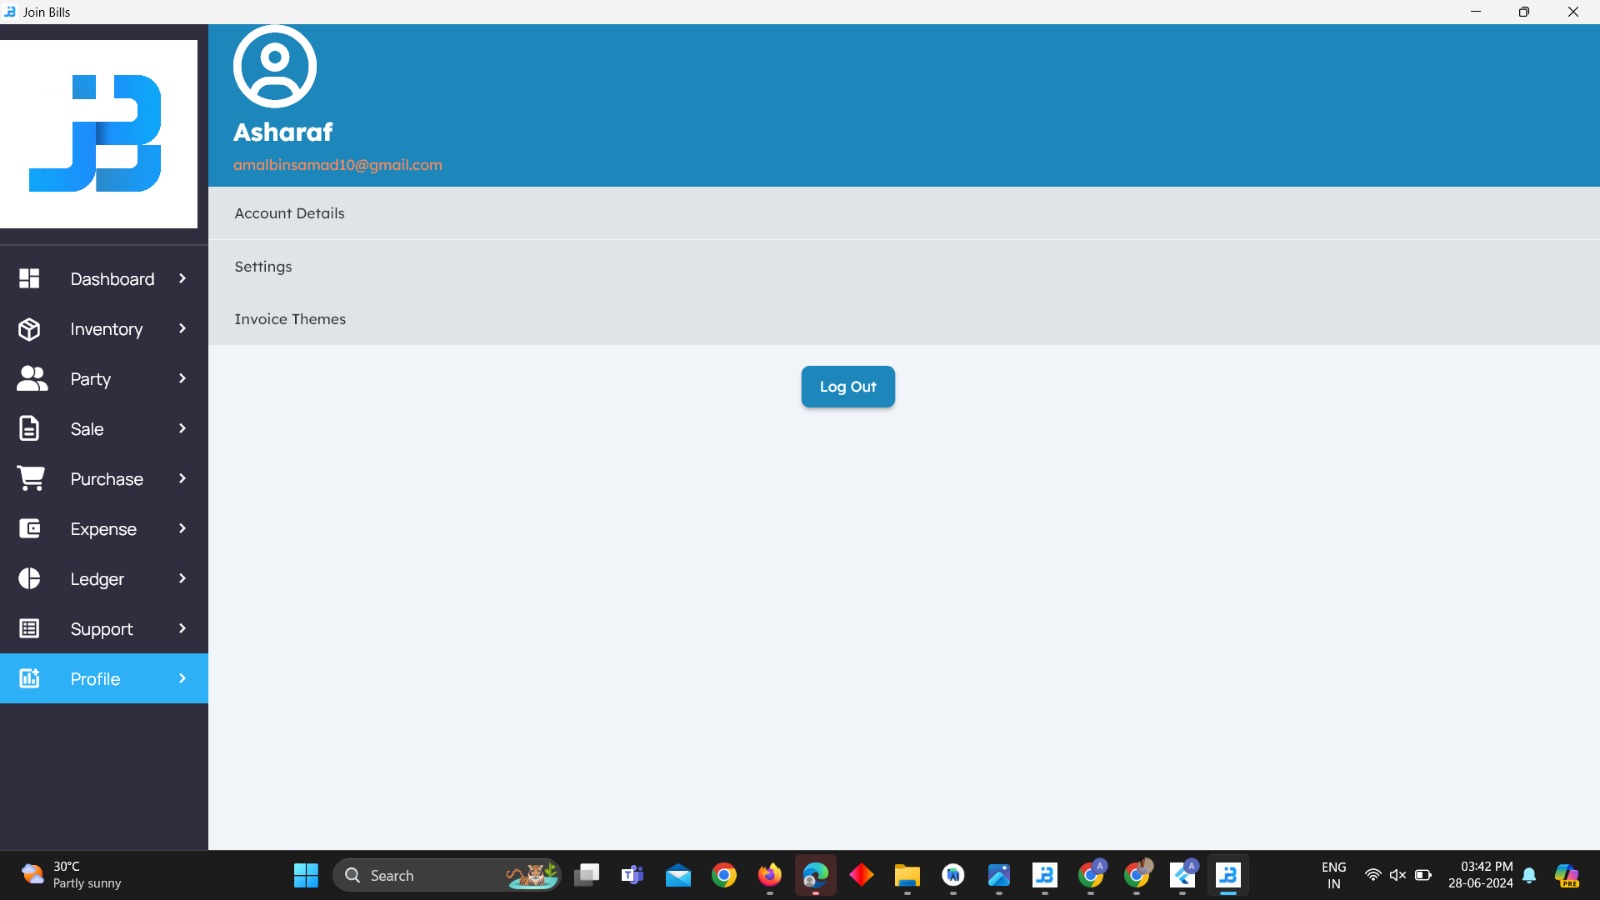 Join Bills
JB
Asharaf
amalbinsamad10@gmail.com
Account Details
Settings
Invoice Themes
Log Out
Dashboard
Inventory
Party
Sale
Purchase
Expense
Ledger
Support
Profile
30°C
Partly sunny
Search
ENG
IN
03:42 PM
28-06-2024